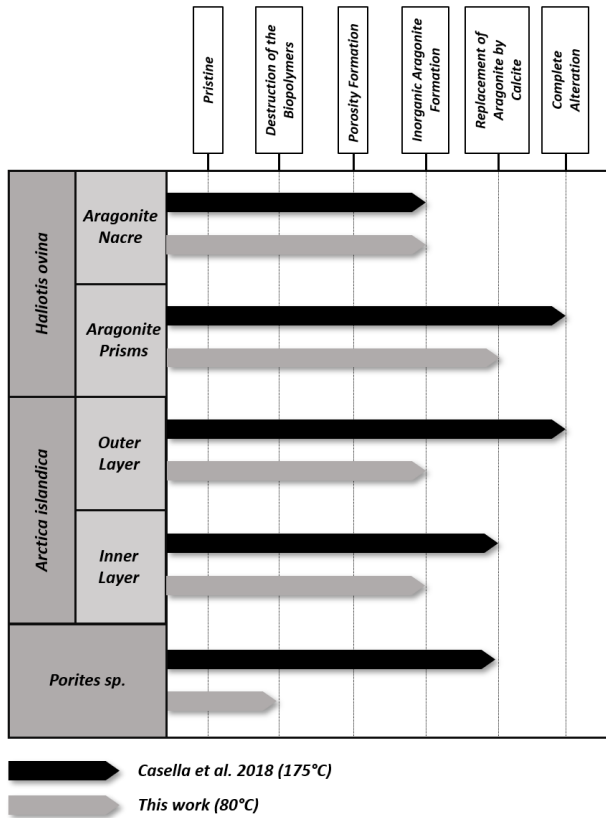 Pristine
Destruction of the
Biopolymers
Porosity Formation
Inorganic Aragonite
Formation
Replacement of
Aragonite by
Calcite
Complete
Alteration
Haliotis ovina
Aragonite
Nacre
Aragonite
Prisms
Arctica islandica
Outer
Layer
Inner
Layer
Porites sp.
Casella et al. 2018 (175°C)
This work (80°C)